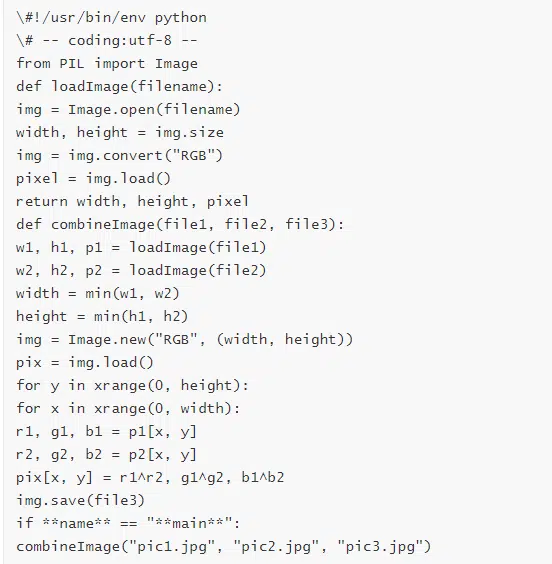 \#!/usr/bin/env python
\# -- coding:utf-8 --
from PIL import Image
def loadImage(filename):
img = Image.open(filename)
width, height = img.size
img = img.convert("RGB")
pixel = img.load()
return width, height, pixel
def combineImage(file1, file2, file3):
w1, h1, p1 = loadImage(file1)
w2, h2, p2 = loadImage(file2)
width = min(w1, w2)
height = min(h1, h2)
img = Image.new("RGB", (width, height))
pix = img.load()
for y in xrange(0, height):
for x in xrange(0, width):
r1, g1, b1 = p1[x, y]
r2, g2, b2 = p2[x, y]
pix[x, y] = r1^r2, g1^g2, b1^b2
img.save(file3)
if **name** == "**main**":
combineImage("pic1.jpg", "pic2.jpg", "pic3.jpg")